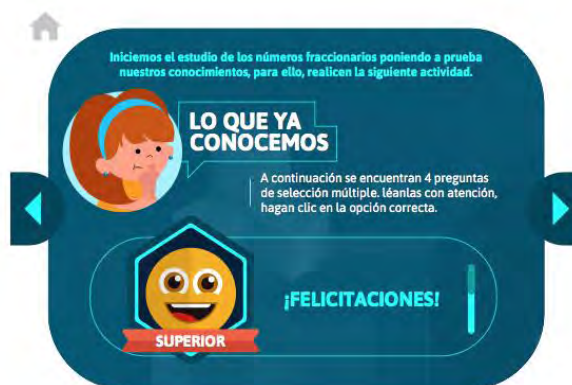 Iniciemos el estudio de los números fraccionarios poniendo a prueba
nuestros conocimientos, para ello, realicen la siguiente actividad.
LO QUE YA
CONOCEMOS
A continuación se encuentran 4 preguntas
de selección múltiple. léanlas con atención,
hagan clic en la opción correcta.
¡FELICITACIONES!
SUPERIOR